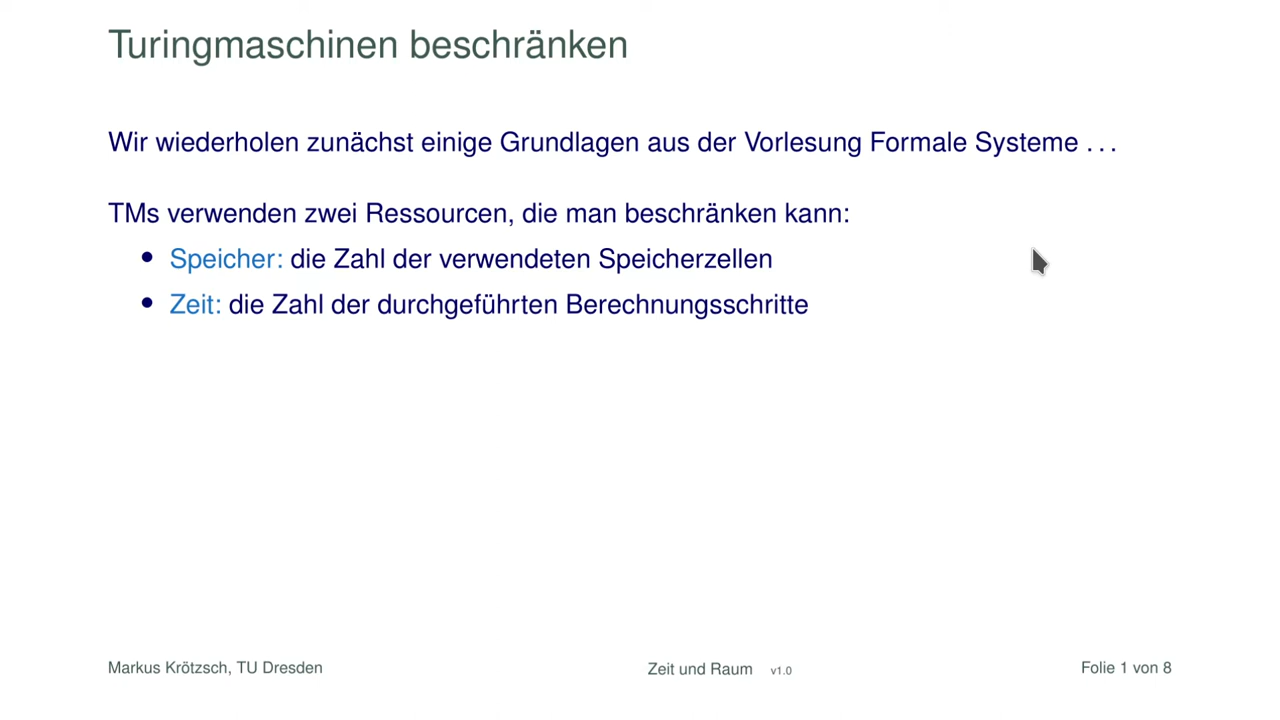 Turingmaschinen beschränken
Wir wiederholen zunächst einige Grundlagen aus der Vorlesung Formale Systeme . . .
TMs verwenden zwei Ressourcen, die man beschränken kann:
• Speicher: die Zahl der verwendeten Speicherzellen
• Zeit: die Zahl der durchgeführten Berechnungsschritte
Markus Krötzsch, TU Dresden Zeit und Raum v1.0 Folie 1 von 8